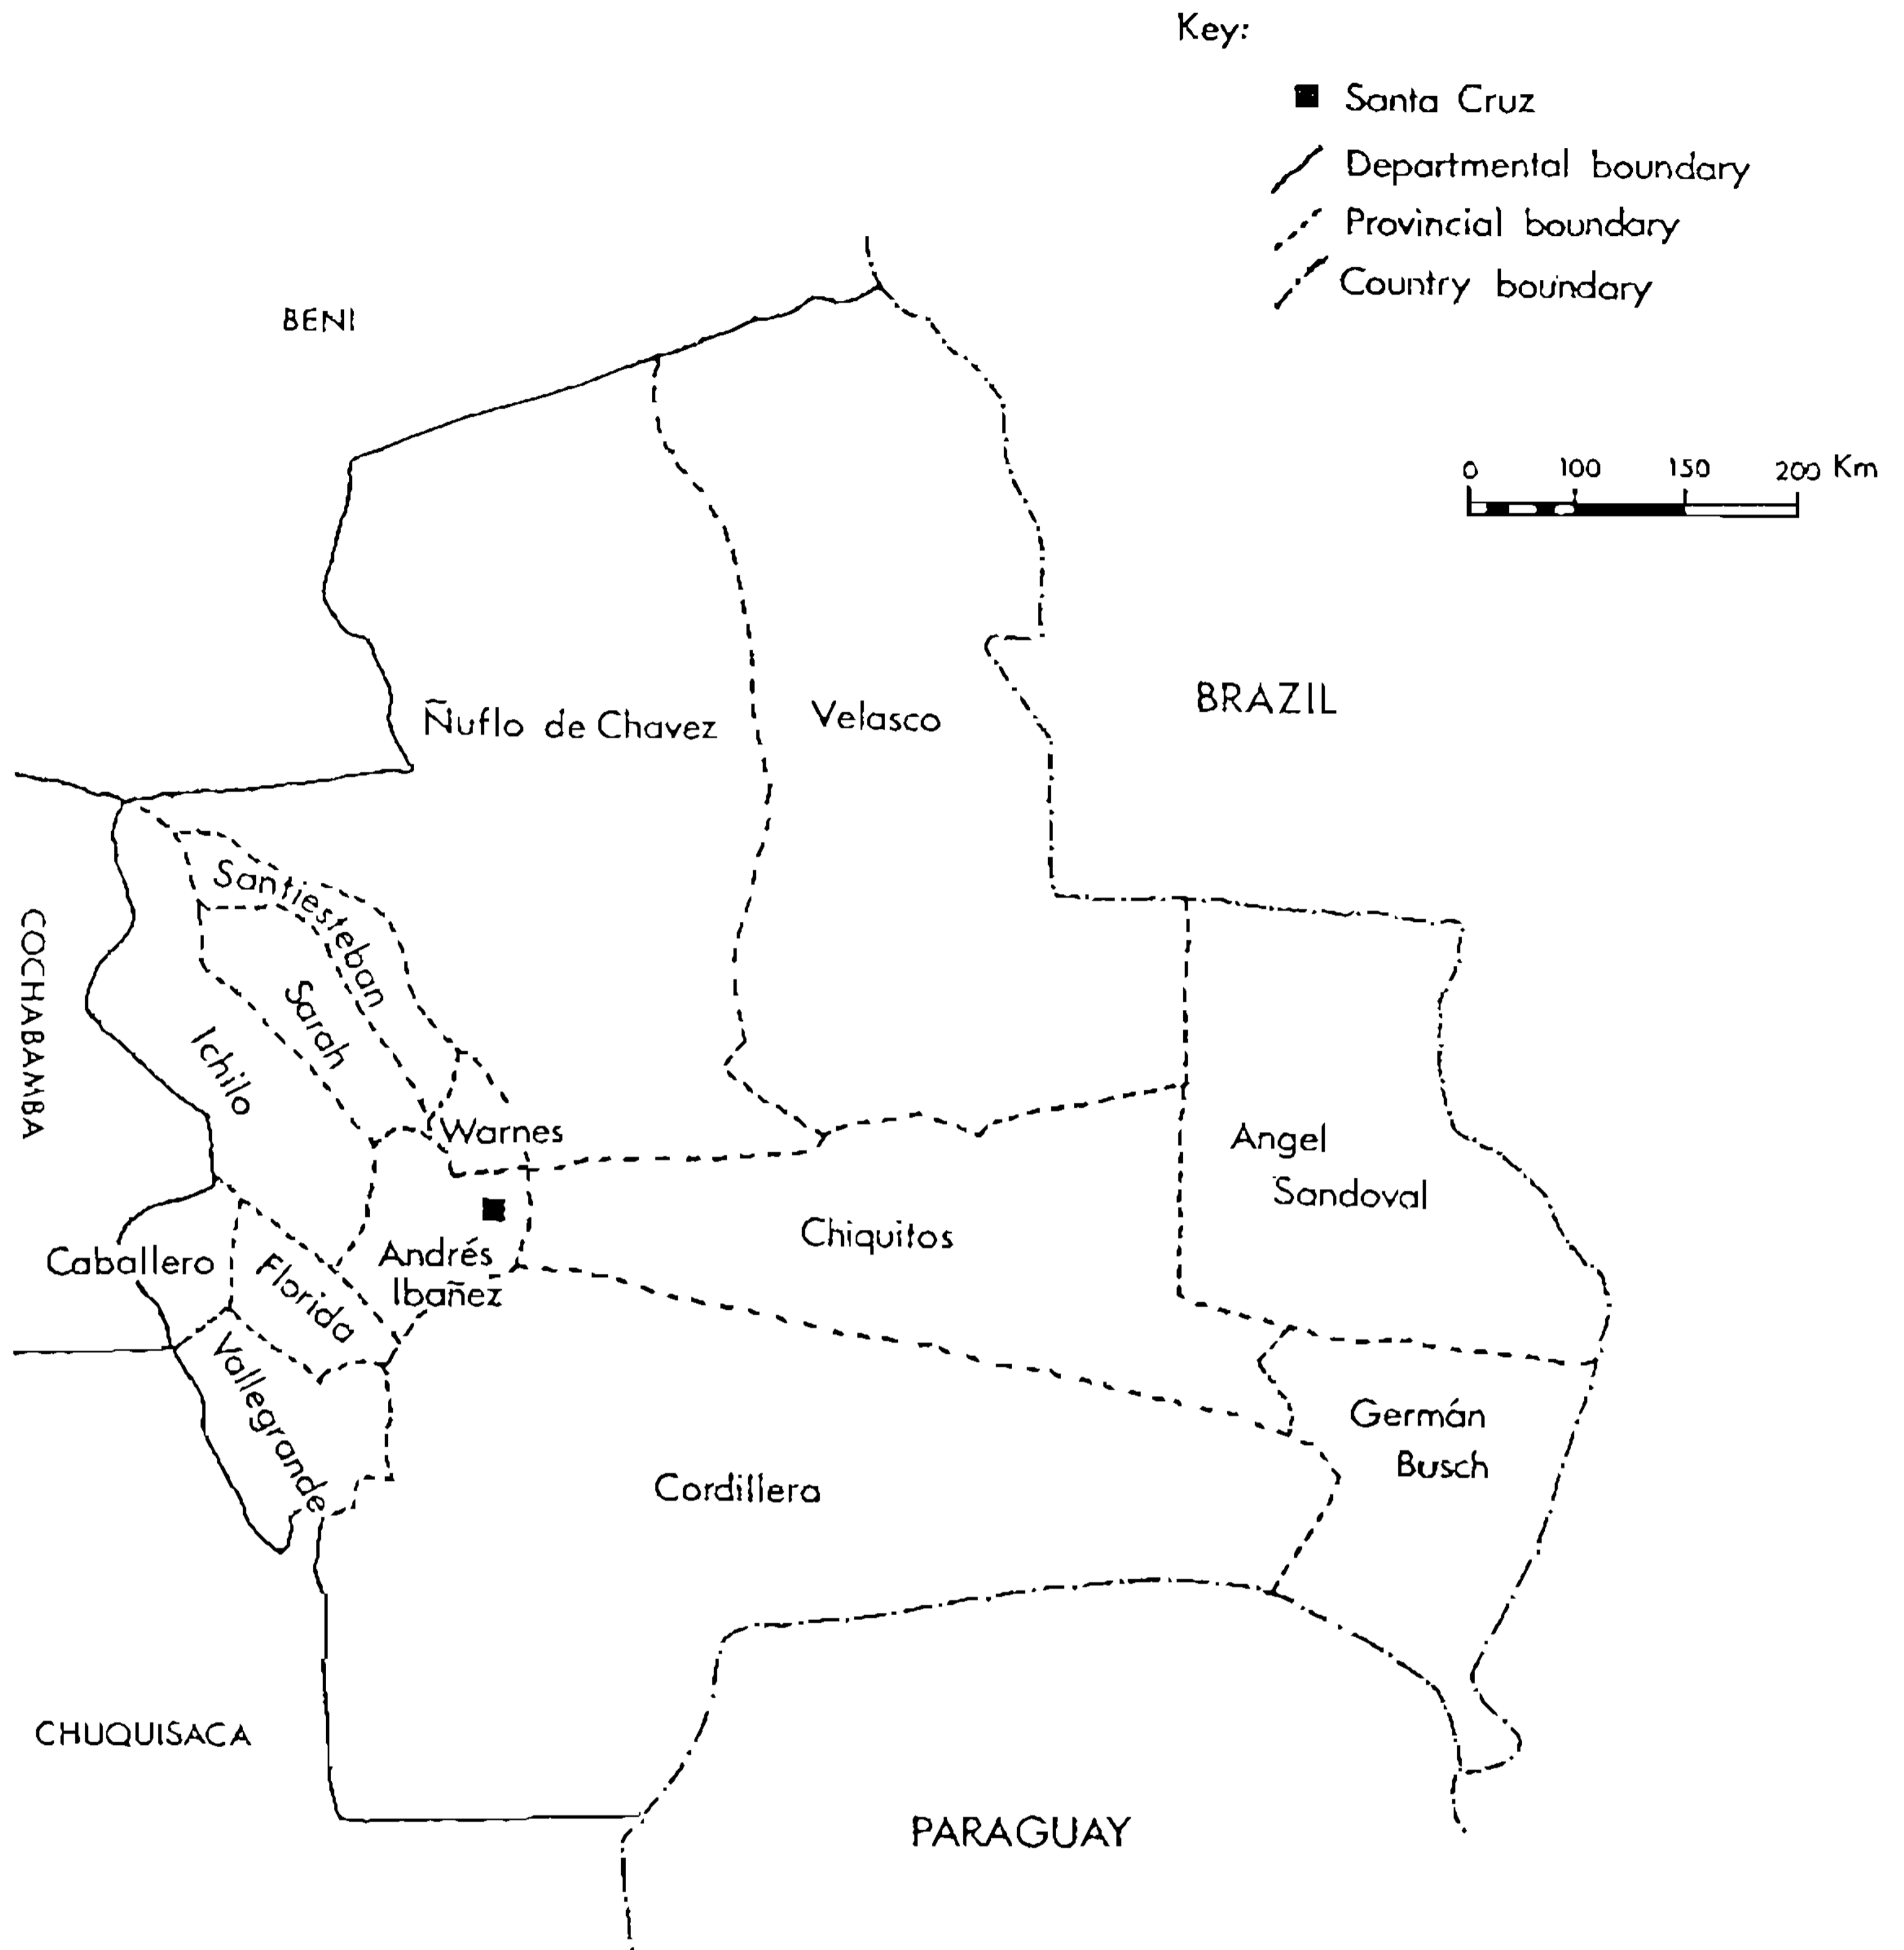 Key:
Santa Cruz
Departmental boundary
Provincial boundary
Country boundary
BENI
0 100 150 200 Km
BRAZIL
Ñuflo de Chavez
Velasco
Santiesteban
COCHABAMBA
Sarah
Ichilo
Warnes
Angel
Sandoval
Chiquitos
Caballero
Florida
Andrés
Ibañez
Vallegrande
Germán
Busch
Cordillera
CHUQUISACA
PARAGUAY